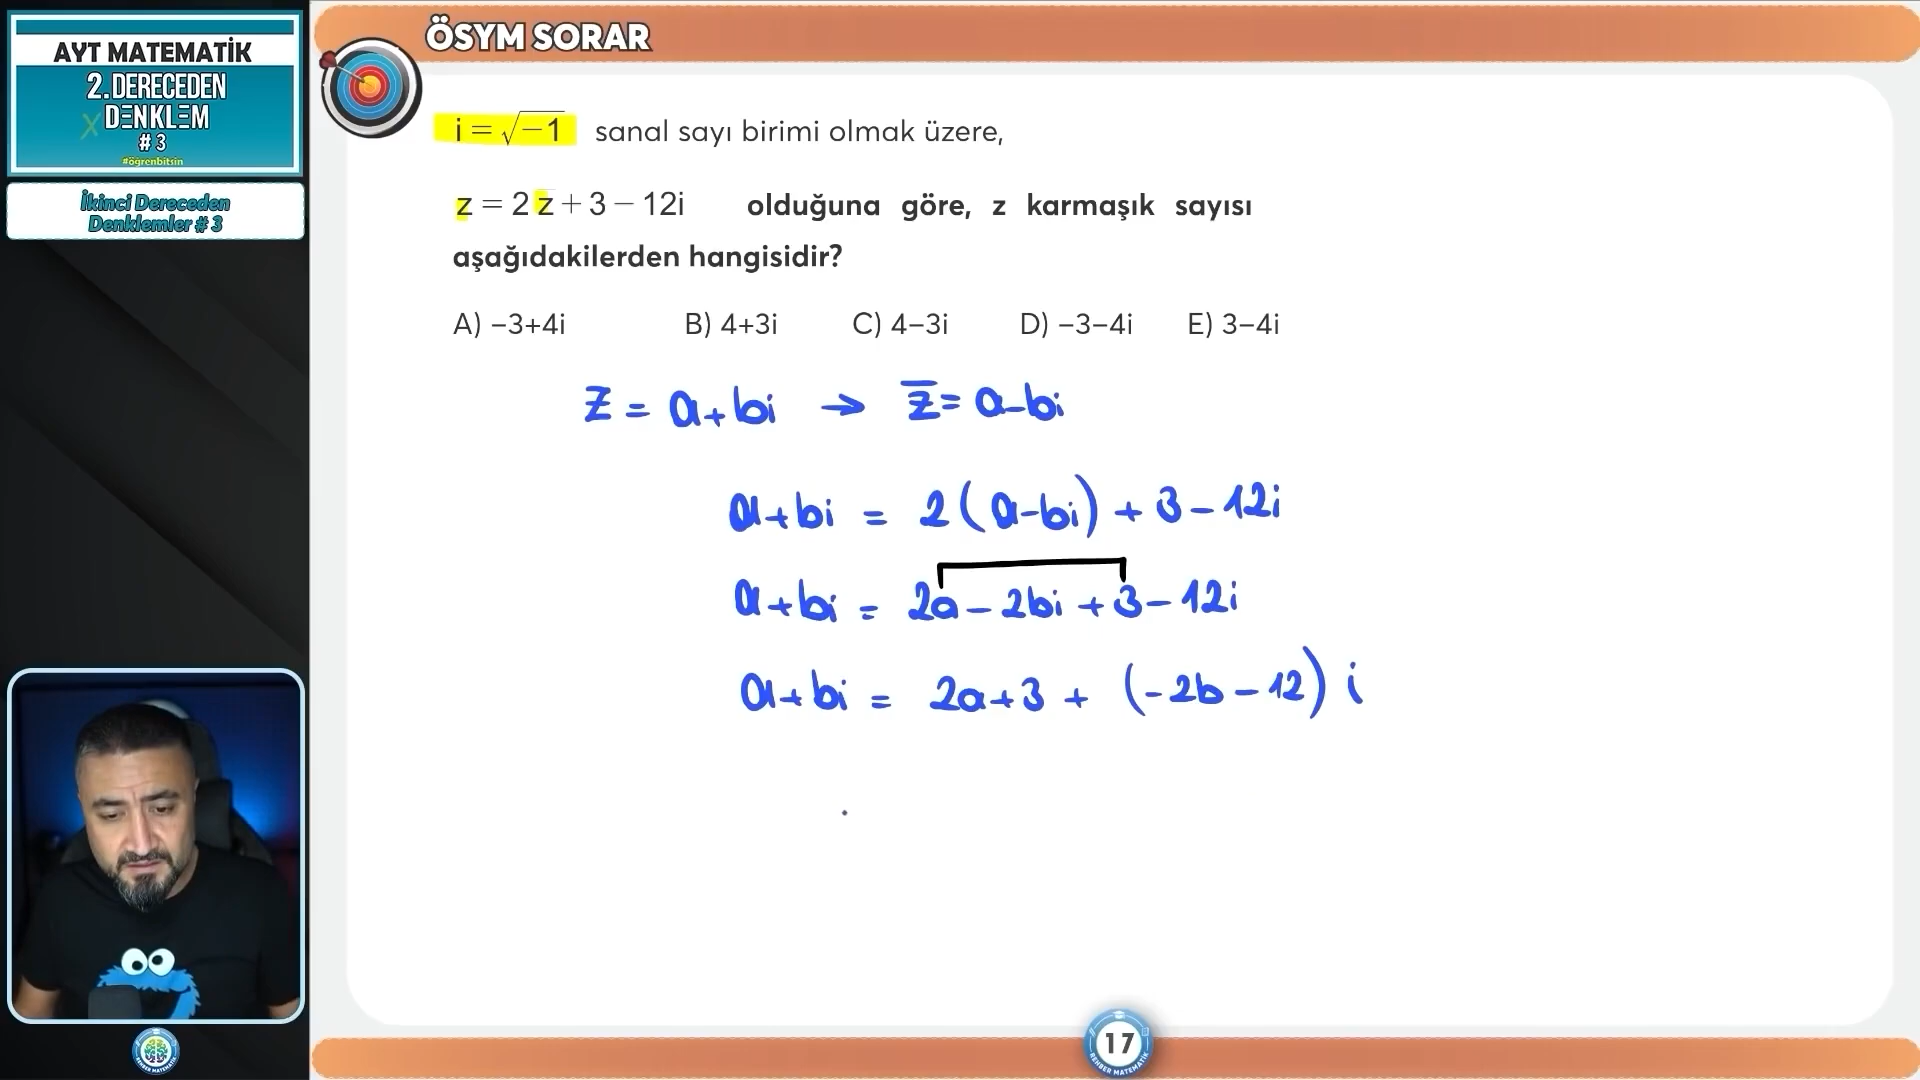 AYT MATEMATİK
2. DERECEDEN
DENKLEM
# 3
#öğrenbitsin
İkinci Dereceden
Denklemler # 3
ÖSYM SORAR
i = √−1 sanal sayı birimi olmak üzere,
z = 2z̄ + 3 − 12i olduğuna göre, z karmaşık sayısı
aşağıdakilerden hangisidir?
A) −3+4i B) 4+3i C) 4−3i D) −3−4i E) 3−4i
z = a+bi → z̄ = a-bi
a+bi = 2(a-bi) + 3 - 12i
a+bi = 2a - 2bi + 3 - 12i
a+bi = 2a+3 + (-2b - 12) i
17
REHBER MATEMATİK